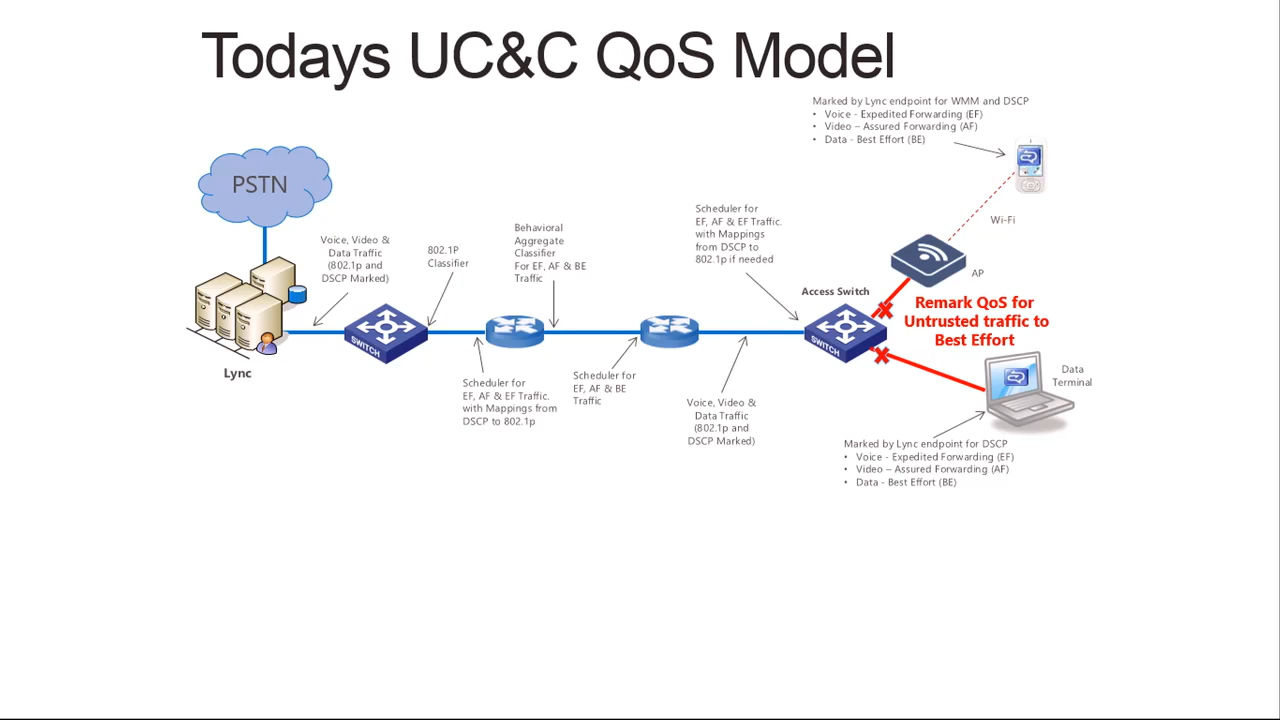 Todays UC&C QoS Model
Marked by Lync endpoint for WMM and DSCP
• Voice - Expedited Forwarding (EF)
• Video – Assured Forwarding (AF)
• Data - Best Effort (BE)
PSTN
Wi-Fi
Voice, Video &
Data Traffic
(802.1p and
DSCP Marked)
802.1P
Classifier
Behavioral
Aggregate
Classifier
For EF, AF & BE
Traffic
Scheduler for
EF, AF & EF Traffic.
with Mappings
from DSCP to
802.1p if needed
AP
Access Switch
Remark QoS for
Untrusted traffic to
Best Effort
SWITCH
SWITCH
Lync
Scheduler for
EF, AF & EF Traffic.
with Mappings from
DSCP to 802.1p
Scheduler for
EF, AF & BE
Traffic
Voice, Video &
Data Traffic
(802.1p and
DSCP Marked)
Data
Terminal
Marked by Lync endpoint for DSCP
• Voice - Expedited Forwarding (EF)
• Video – Assured Forwarding (AF)
• Data - Best Effort (BE)